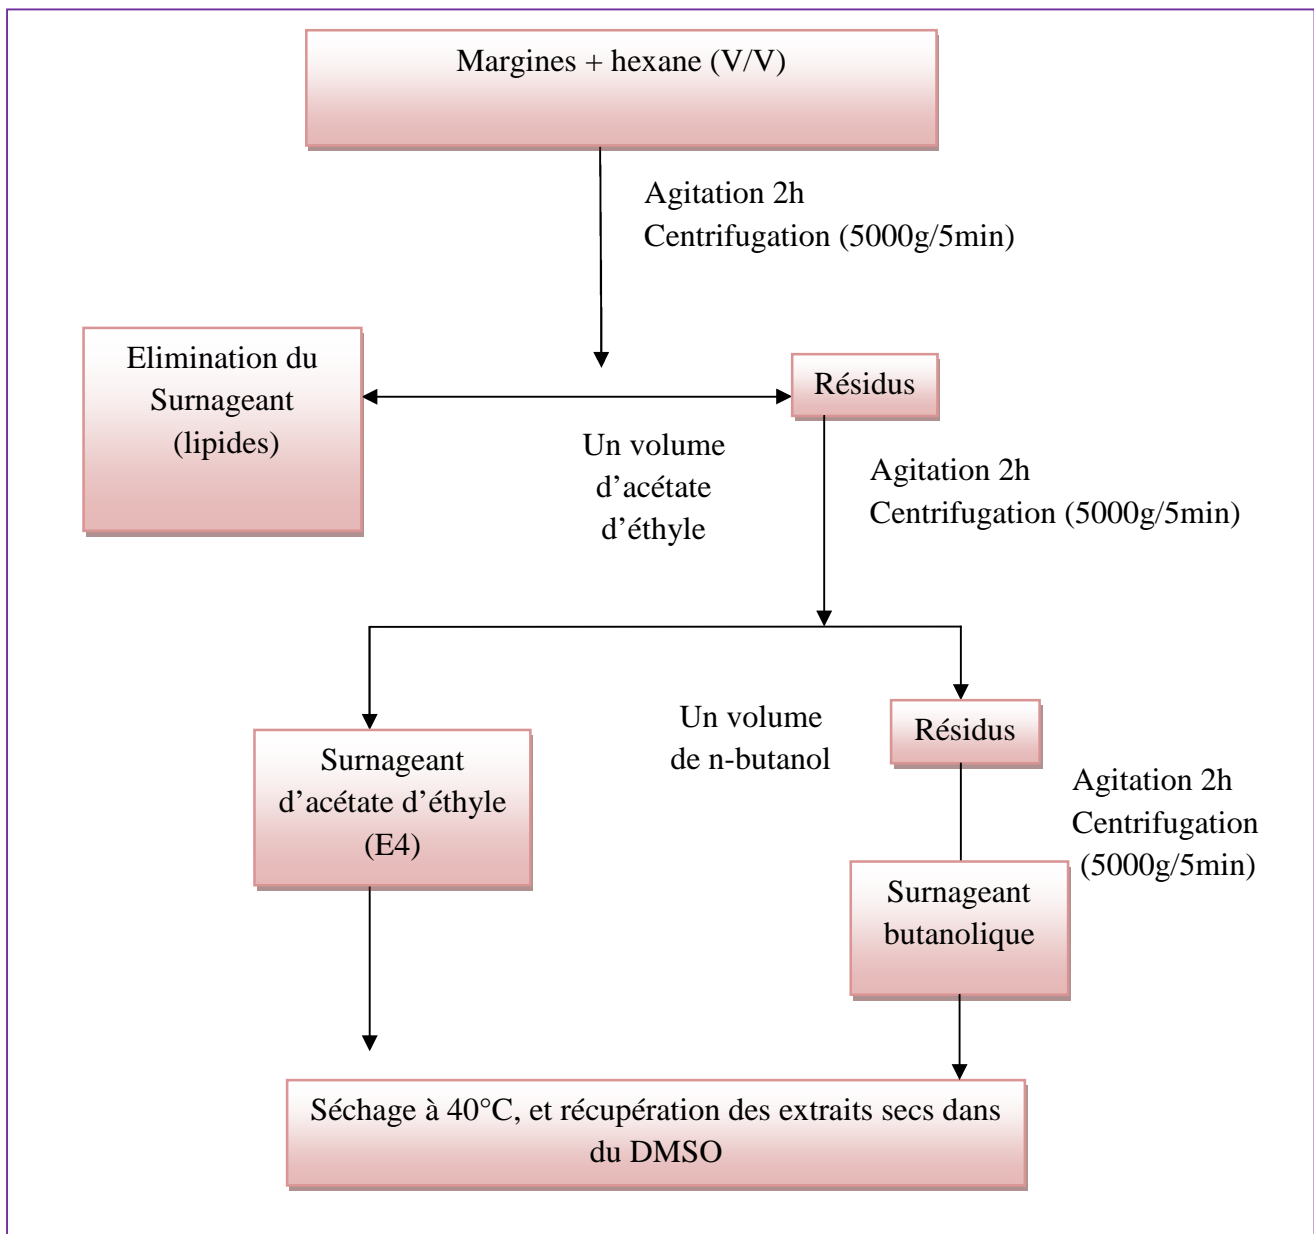 Margines + hexane (V/V)
Agitation 2h
Centrifugation (5000g/5min)
Elimination du
Surnageant
(lipides)
Résidus
Un volume
d’acétate
d’éthyle
Agitation 2h
Centrifugation (5000g/5min)
Surnageant
d’acétate d’éthyle
(E4)
Un volume
de n-butanol
Résidus
Agitation 2h
Centrifugation
(5000g/5min)
Surnageant
butanolique
Séchage à 40°C, et récupération des extraits secs dans
du DMSO